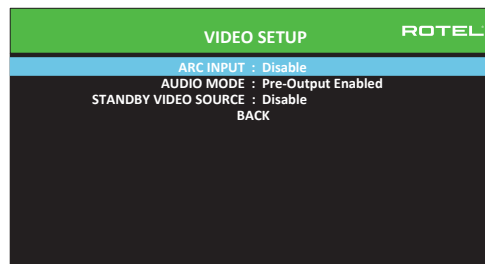 VIDEO SETUP
ROTEL
ARC INPUT : Disable
AUDIO MODE : Pre-Output Enabled
STANDBY VIDEO SOURCE : Disable
BACK